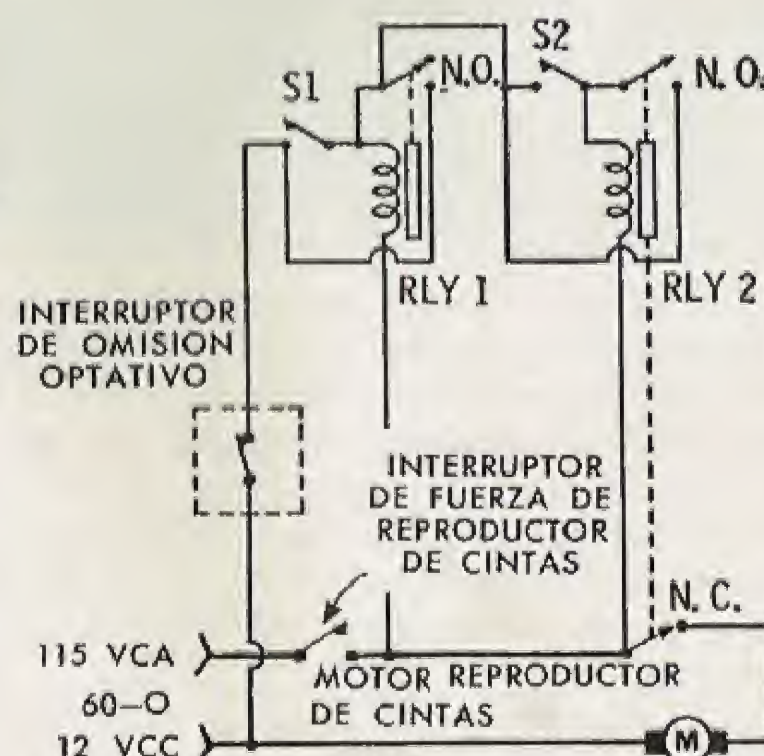 S1
N.O.
S2
N.O.
RLY 1
RLY 2
INTERRUPTOR
DE OMISION
OPTATIVO
INTERRUPTOR
DE FUERZA DE
REPRODUCTOR
DE CINTAS
N. C.
115 VCA
60-O
12 VCC
MOTOR REPRODUCTOR
DE CINTAS
M